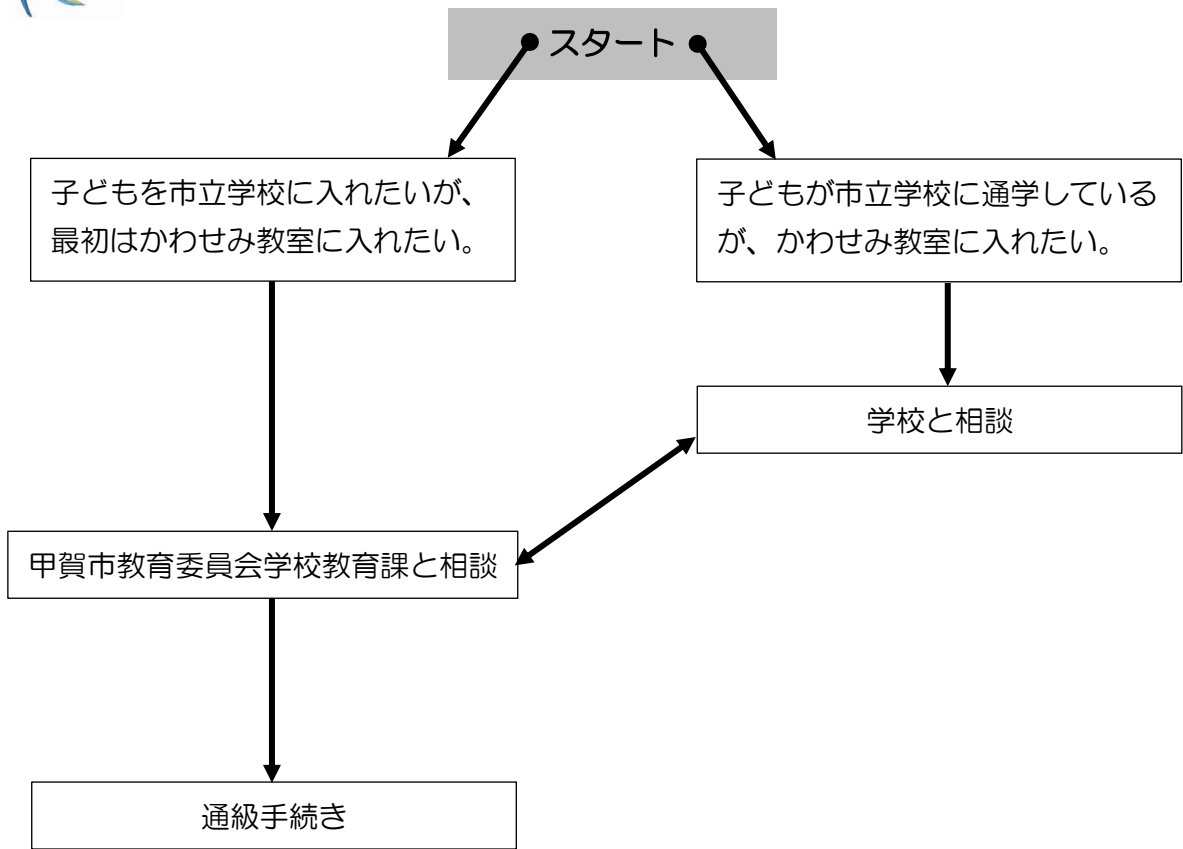 スタート
子どもを市立学校に入れたいが、
最初はかわせみ教室に入れたい。
子どもが市立学校に通学している
が、かわせみ教室に入れたい。
学校と相談
甲賀市教育委員会学校教育課と相談
通級手続き